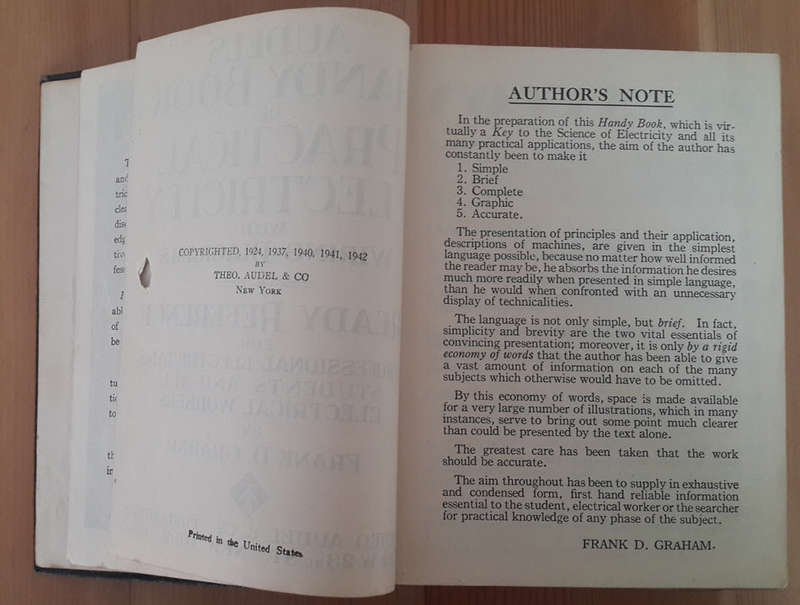 COPYRIGHTED, 1924, 1937, 1940, 1941, 1942
BY
THEO. AUDEL & CO
NEW YORK
Printed in the United States
AUTHOR'S NOTE
In the preparation of this Handy Book, which is vir-
tually a Key to the Science of Electricity and all its
many practical applications, the aim of the author has
constantly been to make it
1. Simple
2. Brief
3. Complete
4. Graphic
5. Accurate.
The presentation of principles and their application,
descriptions of machines, are given in the simplest
language possible, because no matter how well informed
the reader may be, he absorbs the information he desires
much more readily when presented in simple language,
than he would when confronted with an unnecessary
display of technicalities.
The language is not only simple, but brief. In fact,
simplicity and brevity are the two vital essentials of
convincing presentation; moreover, it is only by a rigid
economy of words that the author has been able to give
a vast amount of information on each of the many
subjects which otherwise would have to be omitted.
By this economy of words, space is made available
for a very large number of illustrations, which in many
instances, serve to bring out some point much clearer
than could be presented by the text alone.
The greatest care has been taken that the work
should be accurate.
The aim throughout has been to supply in exhaustive
and condensed form, first hand reliable information
essential to the student, electrical worker or the searcher
for practical knowledge of any phase of the subject.
FRANK D. GRAHAM.